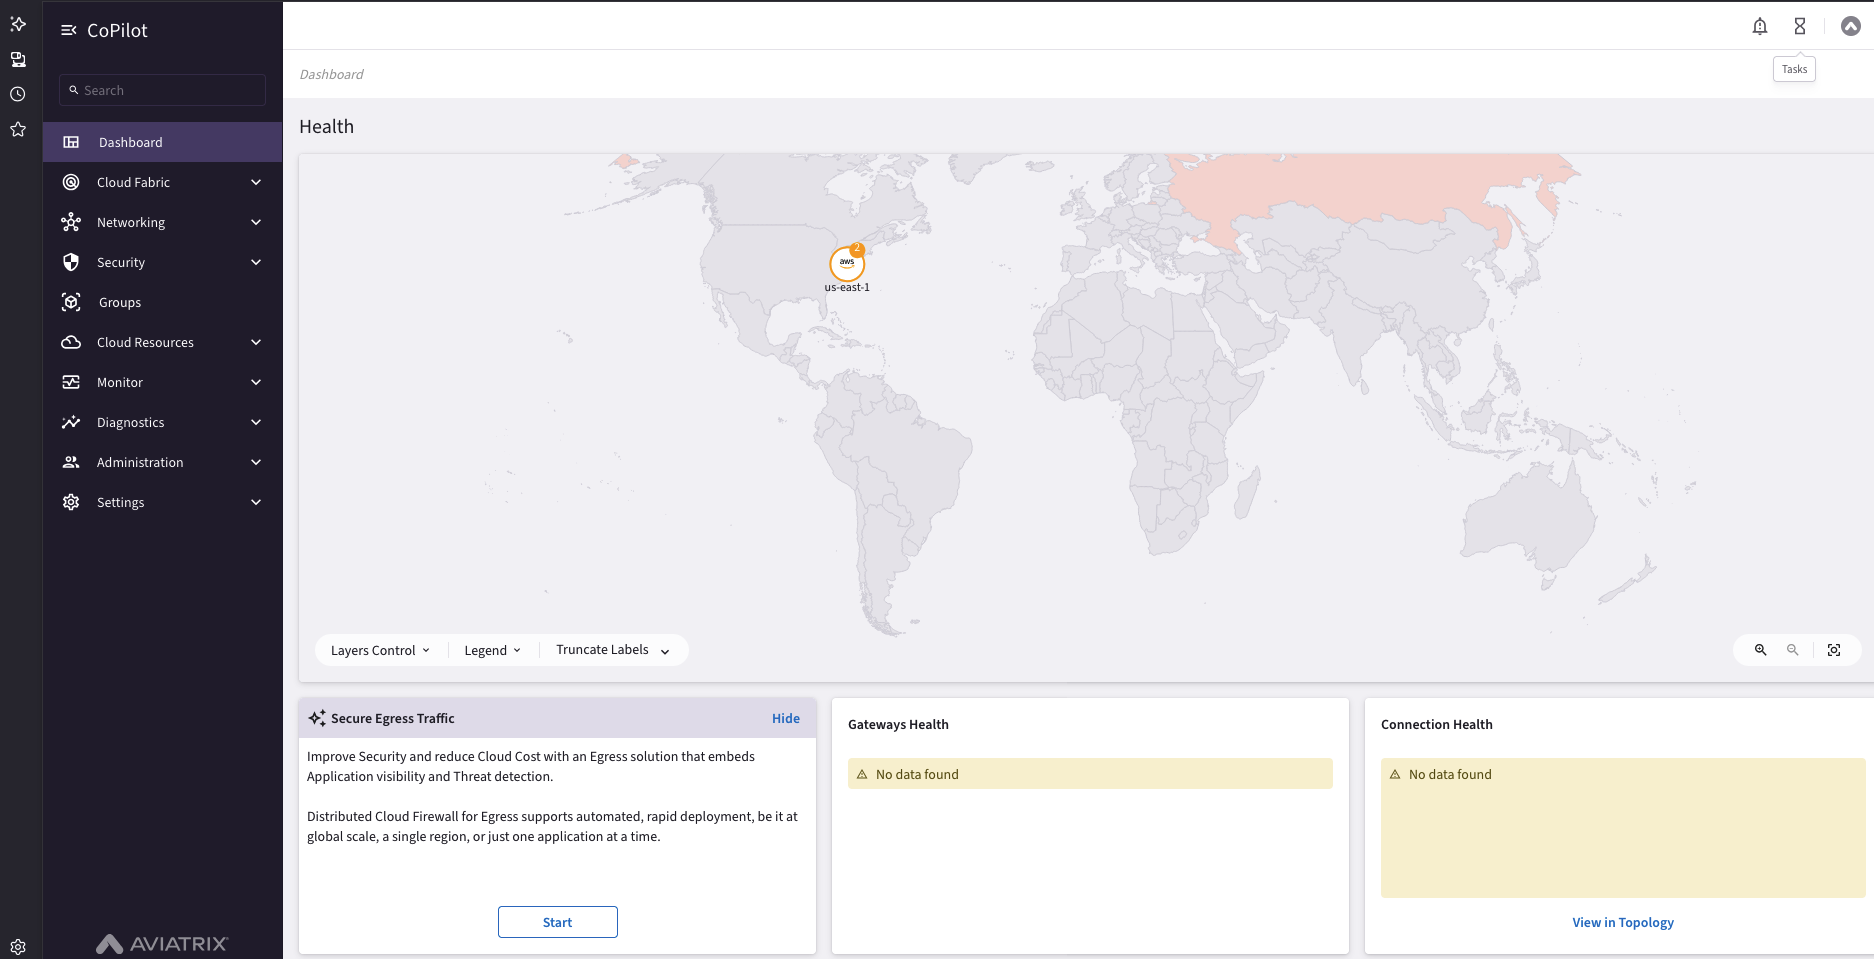 CoPilot
Search
Dashboard
Cloud Fabric
Networking
Security
Groups
Cloud Resources
Monitor
Diagnostics
Administration
Settings
AVIATRIX
Dashboard
Tasks
Health
2
aws
us-east-1
Layers Control
Legend
Truncate Labels
Secure Egress Traffic
Hide
Improve Security and reduce Cloud Cost with an Egress solution that embeds
Application visibility and Threat detection.
Distributed Cloud Firewall for Egress supports automated, rapid deployment, be it at
global scale, a single region, or just one application at a time.
Start
Gateways Health
No data found
Connection Health
No data found
View in Topology